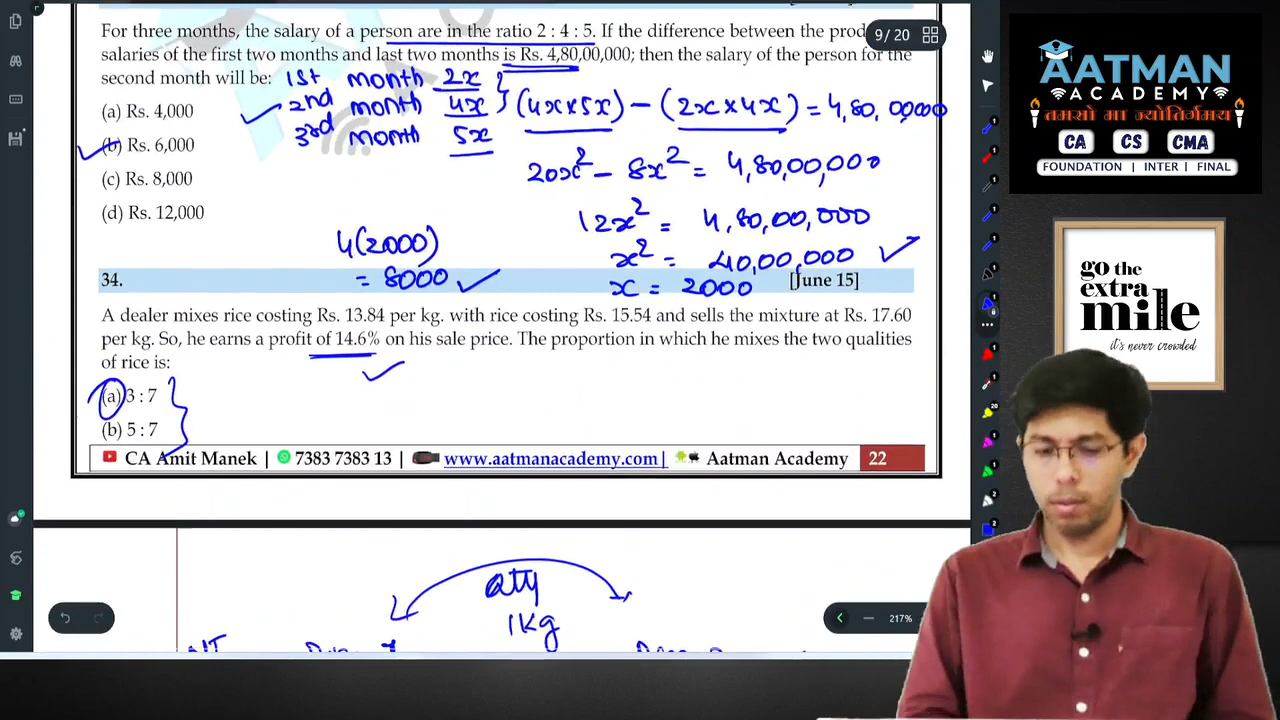 For three months, the salary of a person are in the ratio 2 : 4 : 5. If the difference between the prod
salaries of the first two months and last two months is Rs. 4,80,00,000; then the salary of the person for the
second month will be:
1st month 2x
2nd month 4x
3rd month 5x
(4x×5x) - (2x×4x) = 4,80,00,000
20x² - 8x² = 4,80,00,000
12x² = 4,80,00,000
x² = 40,00,000
x = 2000
(a) Rs. 4,000
(b) Rs. 6,000
(c) Rs. 8,000
(d) Rs. 12,000
4(2000)
= 8000
34.
[June 15]
A dealer mixes rice costing Rs. 13.84 per kg. with rice costing Rs. 15.54 and sells the mixture at Rs. 17.60
per kg. So, he earns a profit of 14.6% on his sale price. The proportion in which he mixes the two qualities
of rice is:
(a) 3 : 7
(b) 5 : 7
CA Amit Manek | 7383 7383 13 | www.aatmanacademy.com| Aatman Academy 22
Qty
1Kg
9/20
217%
AATMAN
ACADEMY
तमसो मा ज्योतिर्गमय
CA CS CMA
FOUNDATION | INTER | FINAL
go the
extra
mile
it's never crowded